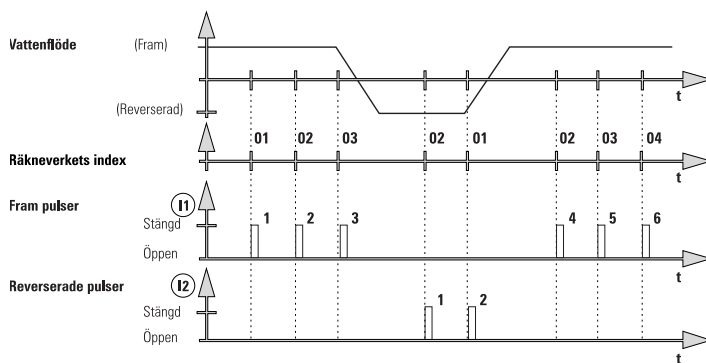 Vattenflöde
(Fram)
t
(Reverserad)
Räkneverkets index
01 02 03 02 01 02 03 04
t
Fram pulser
I1
Stängd
1 2 3 4 5 6
Öppen
t
Reverserade pulser
I2
Stängd
1 2
Öppen
t